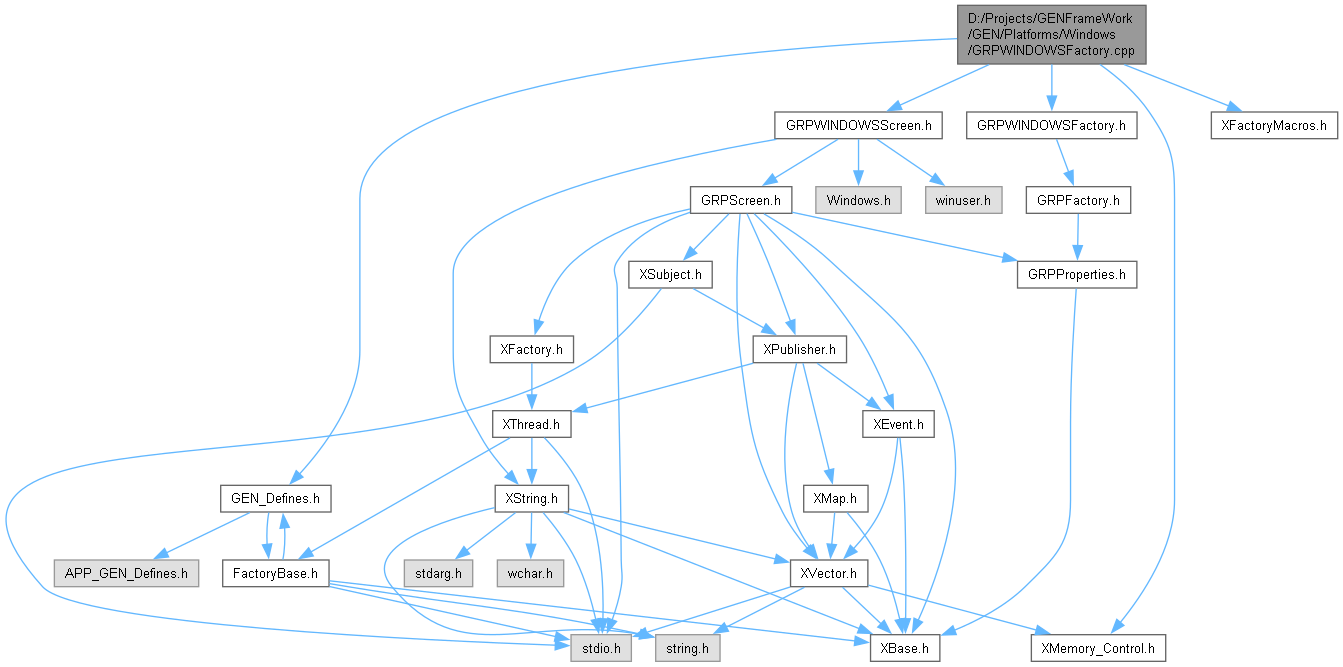 D:/Projects/GENFrameWork
/GEN/Platforms/Windows
/GRPWINDOWSFactory.cpp
GRPWINDOWSScreen.h
GRPWINDOWSFactory.h
XFactoryMacros.h
GRPScreen.h
Windows.h
winuser.h
GRPFactory.h
XSubject.h
GRPProperties.h
XFactory.h
XPublisher.h
XThread.h
XEvent.h
GEN_Defines.h
XString.h
XMap.h
APP_GEN_Defines.h
FactoryBase.h
stdarg.h
wchar.h
XVector.h
stdio.h
string.h
XBase.h
XMemory_Control.h